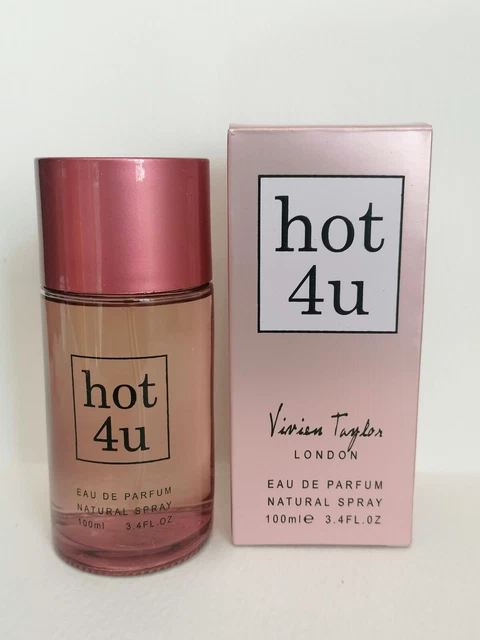 hot
4u
EAU DE PARFUM
NATURAL SPRAY
100ml 3.4FL.OZ
hot
4u
Vivien Taylor
LONDON
EAU DE PARFUM
NATURAL SPRAY
100ml℮ 3.4FL.OZ